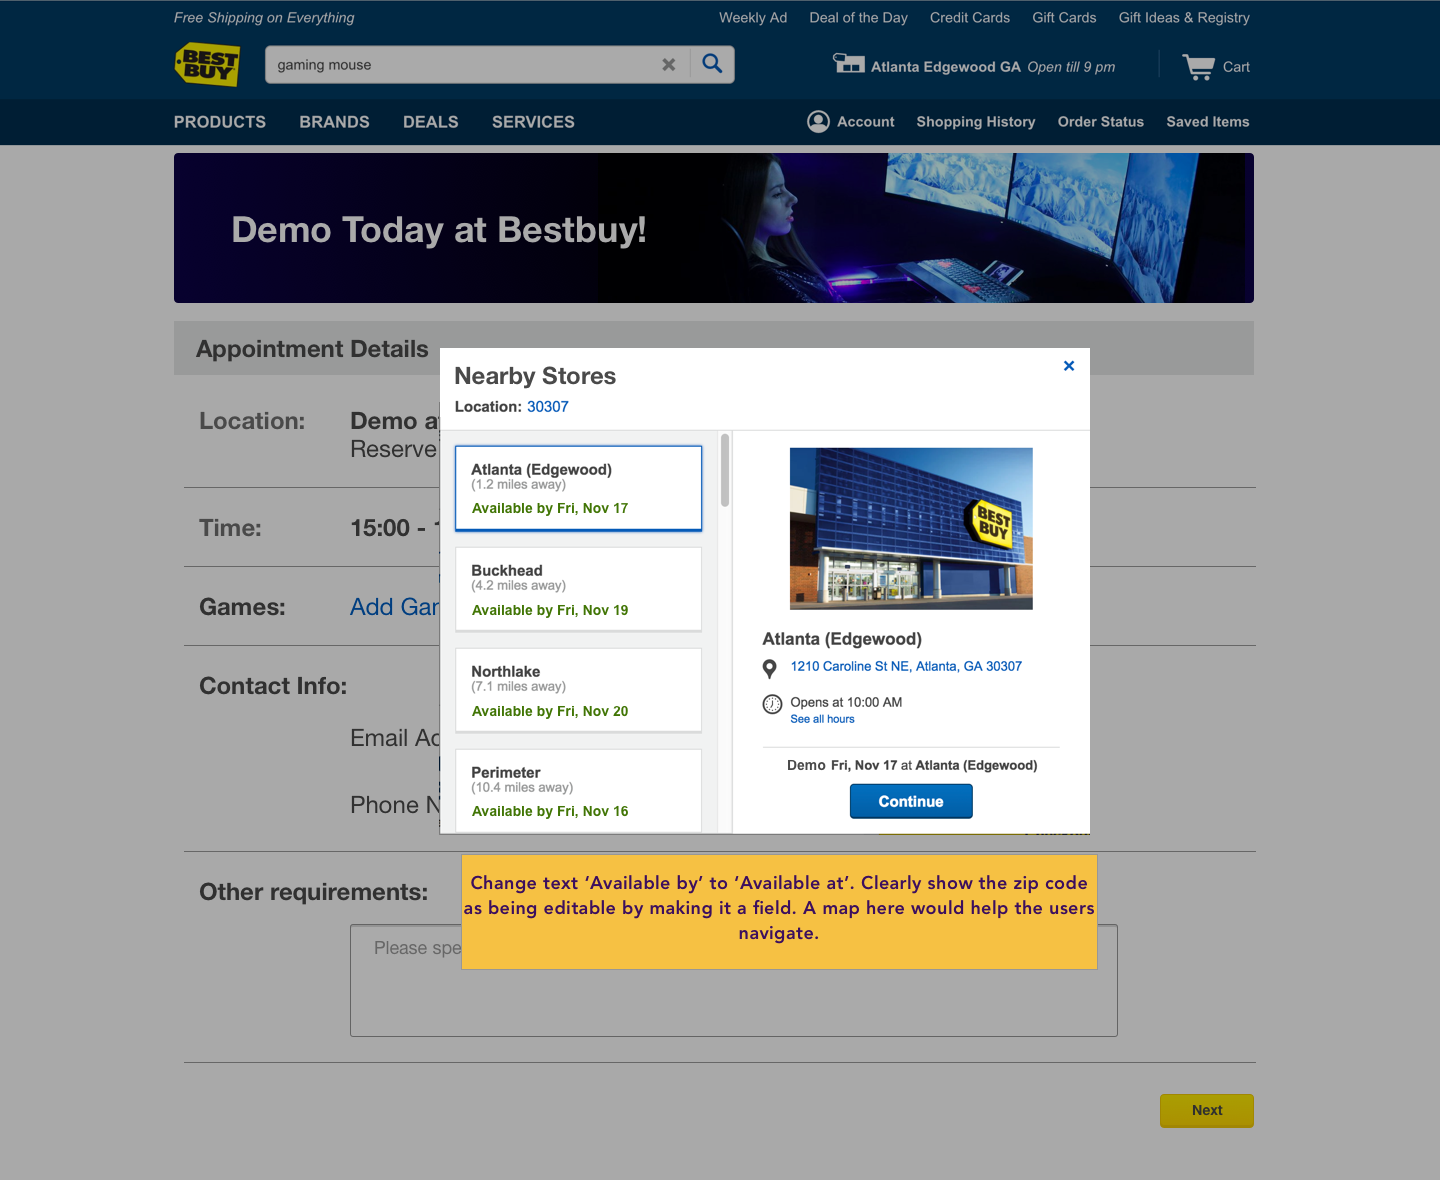 Free Shipping on Everything
Weekly Ad Deal of the Day Credit Cards Gift Cards Gift Ideas & Registry
BEST BUY
gaming mouse
Atlanta Edgewood GA Open till 9 pm
Cart
PRODUCTS BRANDS DEALS SERVICES
Account Shopping History Order Status Saved Items
Demo Today at Bestbuy!
Appointment Details
Location:
Demo a
Reserve
Time:
15:00 -
Games:
Add Gar
Contact Info:
Email Ad
Phone N
Other requirements:
Please spe
Next
Nearby Stores
Location: 30307
Atlanta (Edgewood)
(1.2 miles away)
Available by Fri, Nov 17
Buckhead
(4.2 miles away)
Available by Fri, Nov 19
Northlake
(7.1 miles away)
Available by Fri, Nov 20
Perimeter
(10.4 miles away)
Available by Fri, Nov 16
BEST BUY
Atlanta (Edgewood)
1210 Caroline St NE, Atlanta, GA 30307
Opens at 10:00 AM
See all hours
Demo Fri, Nov 17 at Atlanta (Edgewood)
Continue
Change text ‘Available by’ to ‘Available at’. Clearly show the zip code
as being editable by making it a field. A map here would help the users
navigate.